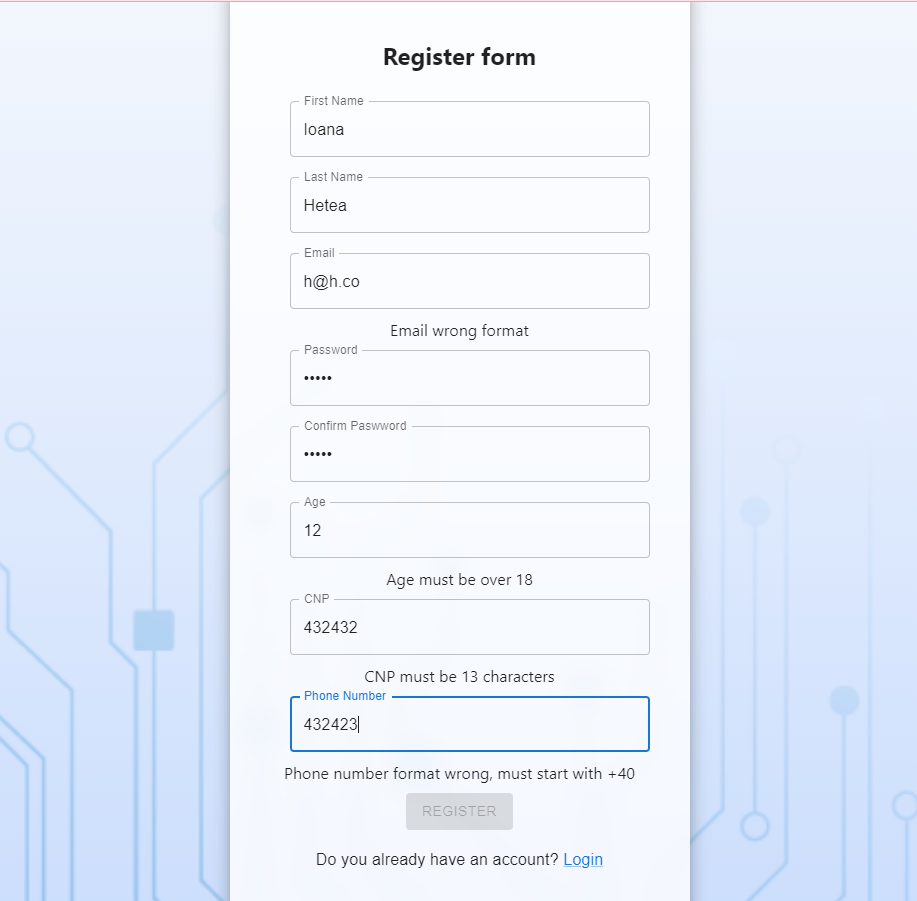 Register form
First Name
Ioana
Last Name
Hetea
Email
h@h.co
Email wrong format
Password
•••••
Confirm Paswword
•••••
Age
12
Age must be over 18
CNP
432432
CNP must be 13 characters
Phone Number
432423
Phone number format wrong, must start with +40
REGISTER
Do you already have an account? Login